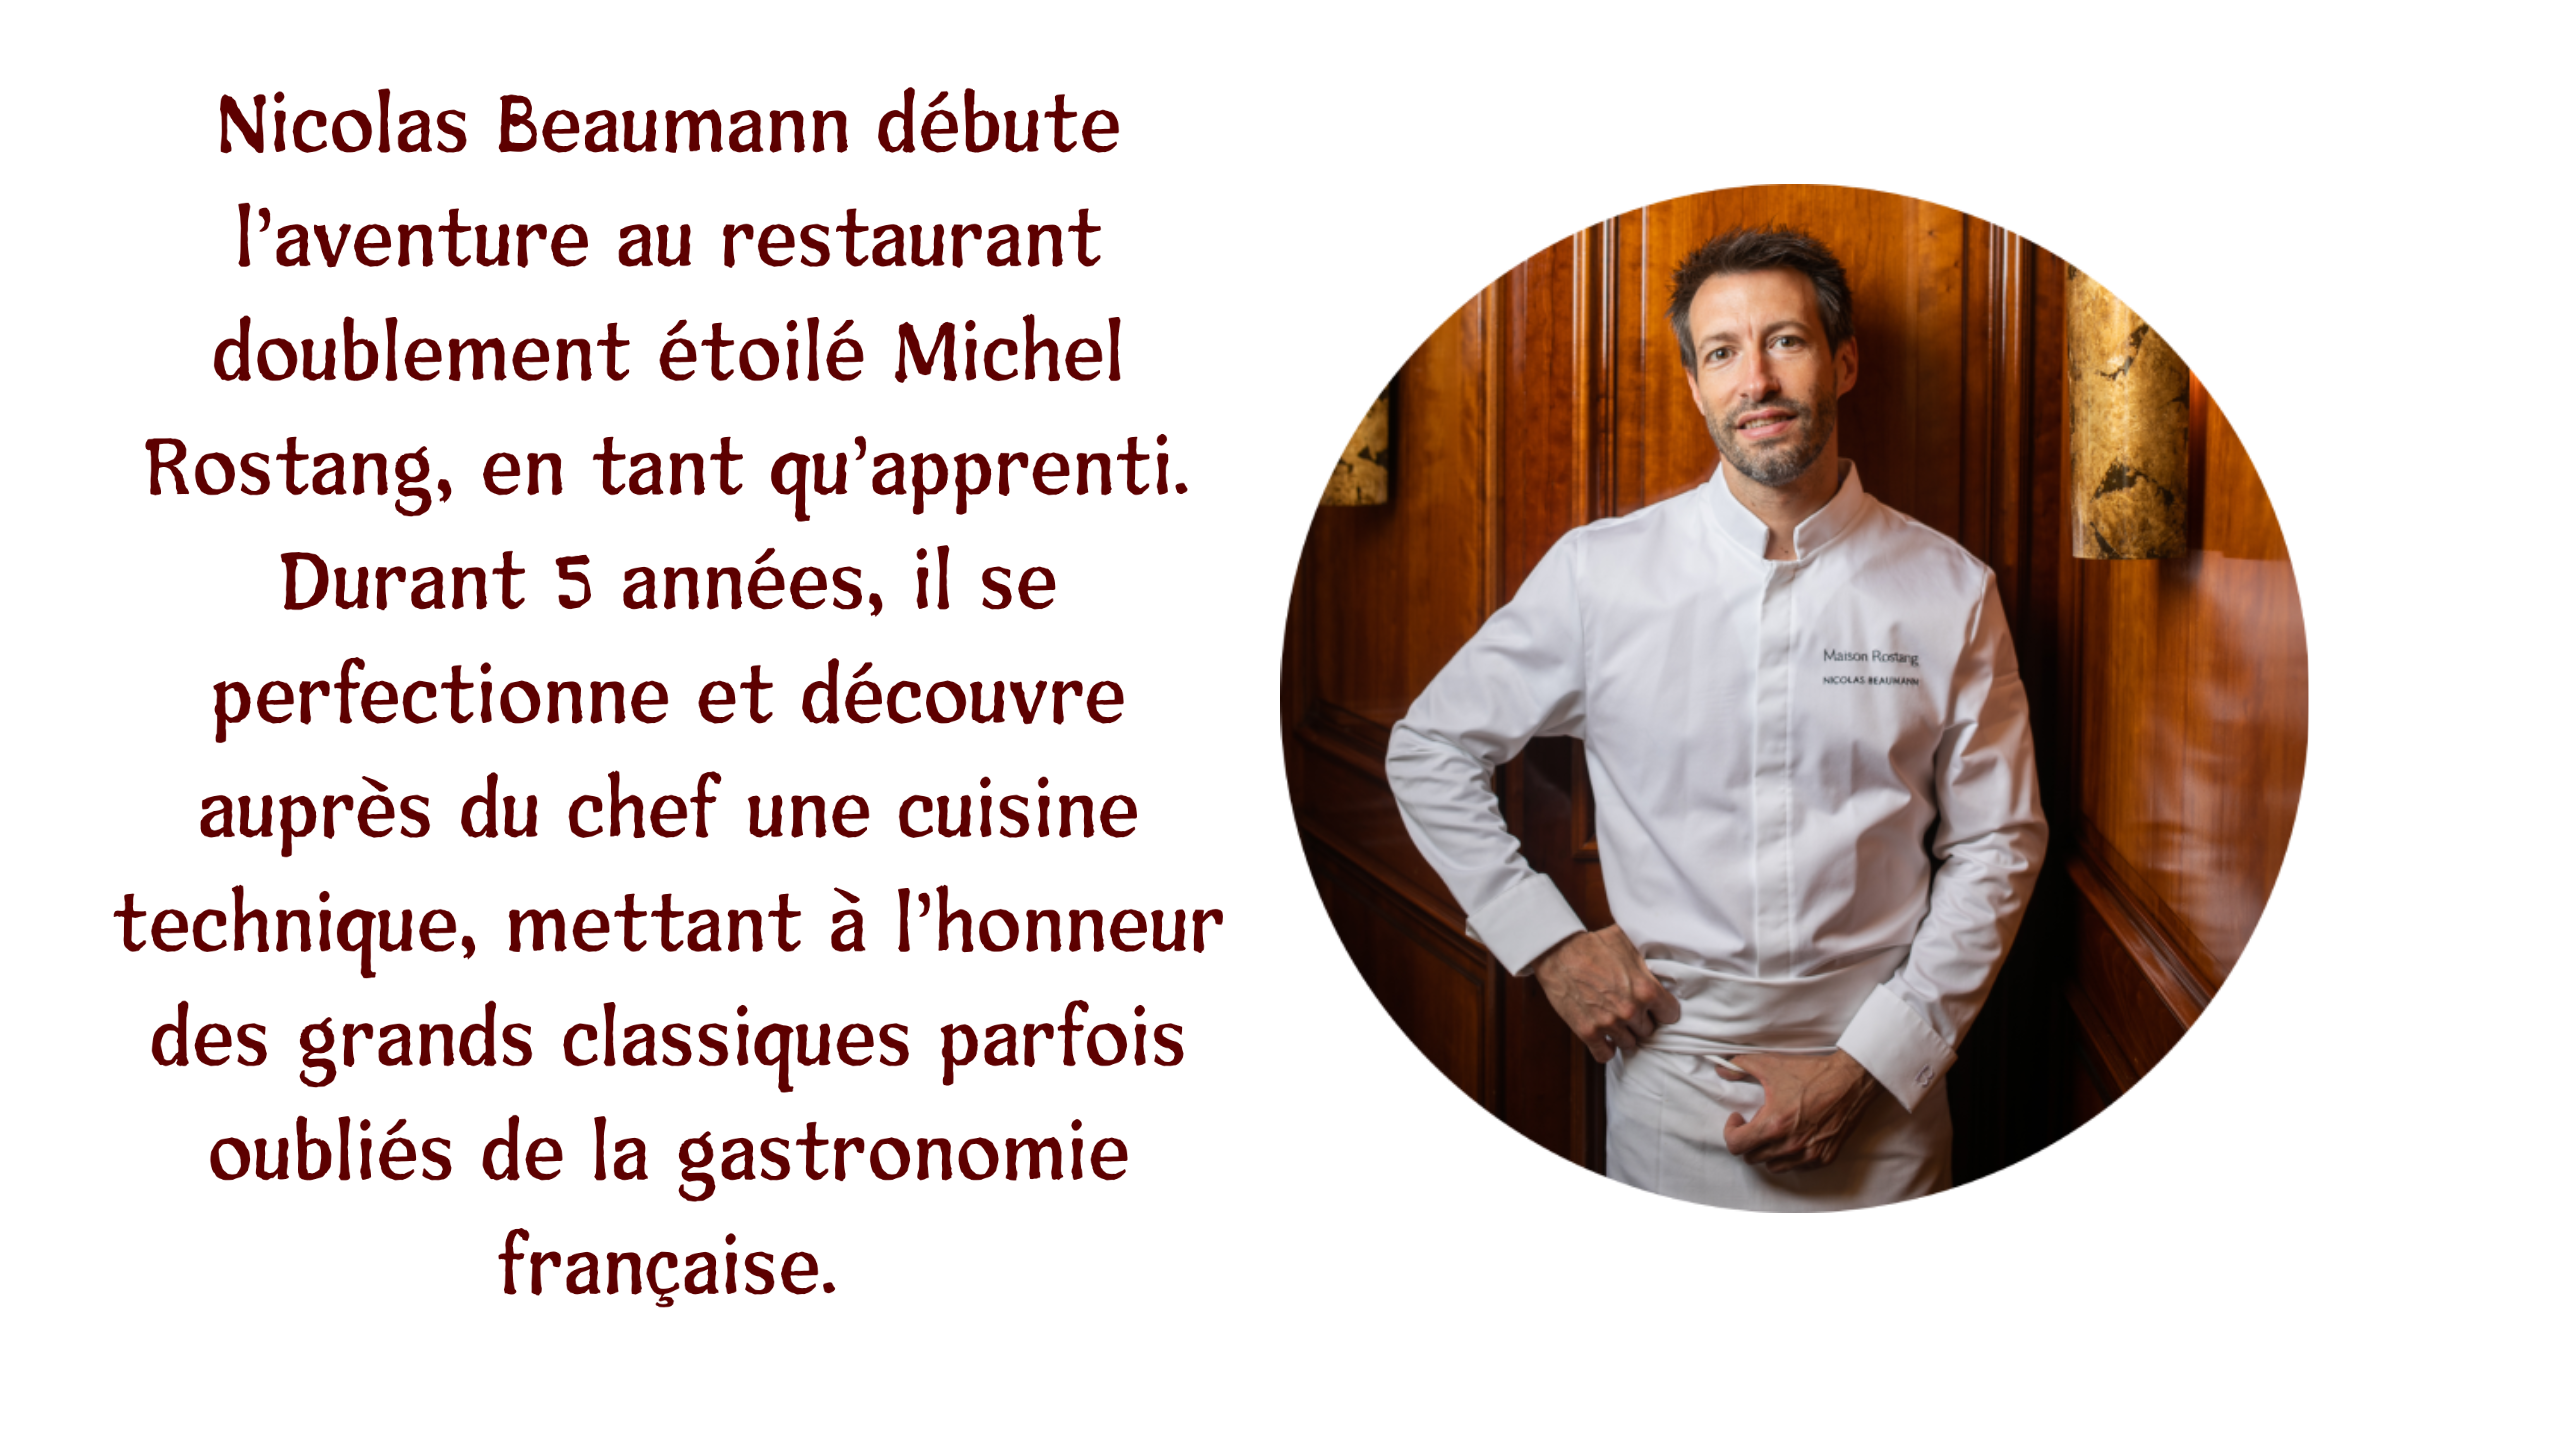 Nicolas Beaumann débute
l’aventure au restaurant
doublement étoilé Michel
Rostang, en tant qu’apprenti.
Durant 5 années, il se
perfectionne et découvre
auprès du chef une cuisine
technique, mettant à l’honneur
des grands classiques parfois
oubliés de la gastronomie
française.
Maison Rostang
NICOLAS BEAUMANN